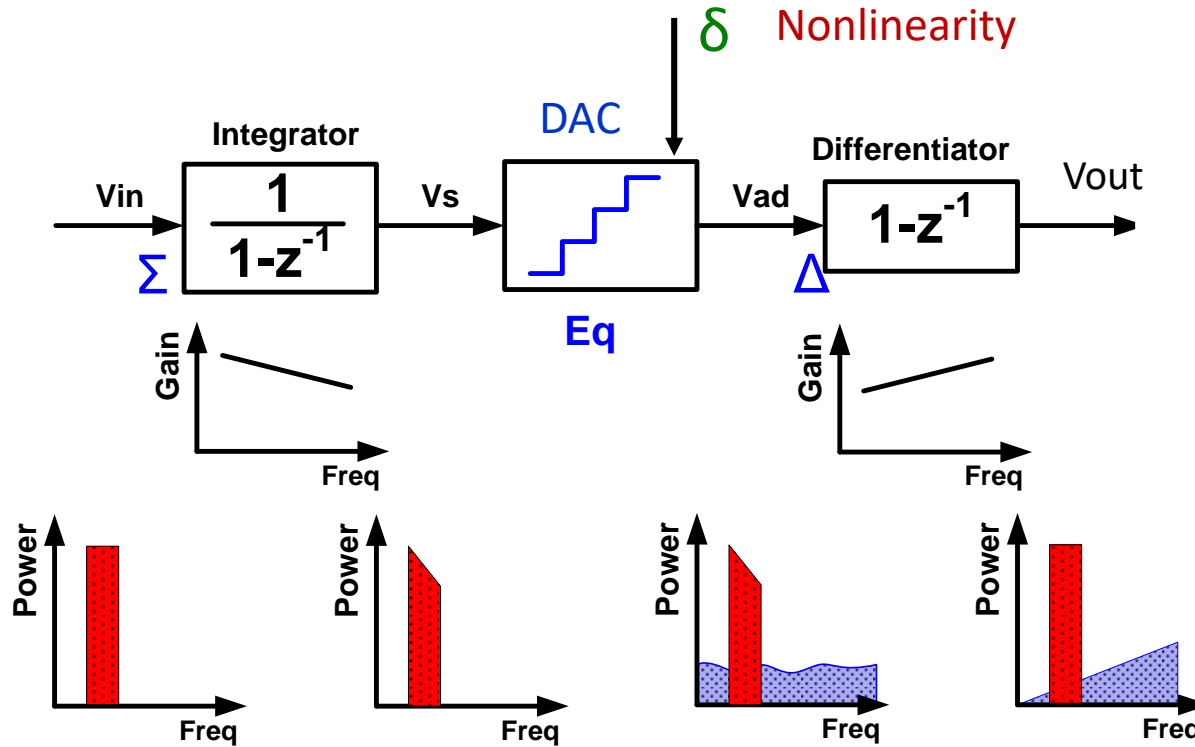 δ Nonlinearity
DAC
Integrator
Differentiator
Vin
1
1-z^-1
Vs
Vad
1-z^-1
Vout
Σ
Δ
Eq
Gain
Freq
Gain
Freq
Power
Freq
Power
Freq
Power
Freq
Power
Freq